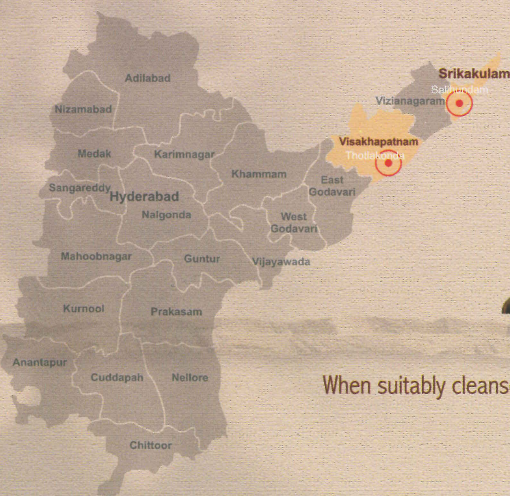 Adilabad
Srikakulam
Salihundam
Vizianagaram
Nizamabad
Visakhapatnam
Thotlakonda
Medak
Karimnagar
Khammam
Sangareddy
Hyderabad
East
Godavari
Nalgonda
West
Godavari
Mahoobnagar
Guntur
Vijayawada
Kurnool
Prakasam
Anantapur
Cuddapah
Nellore
When suitably cleans
Chittoor